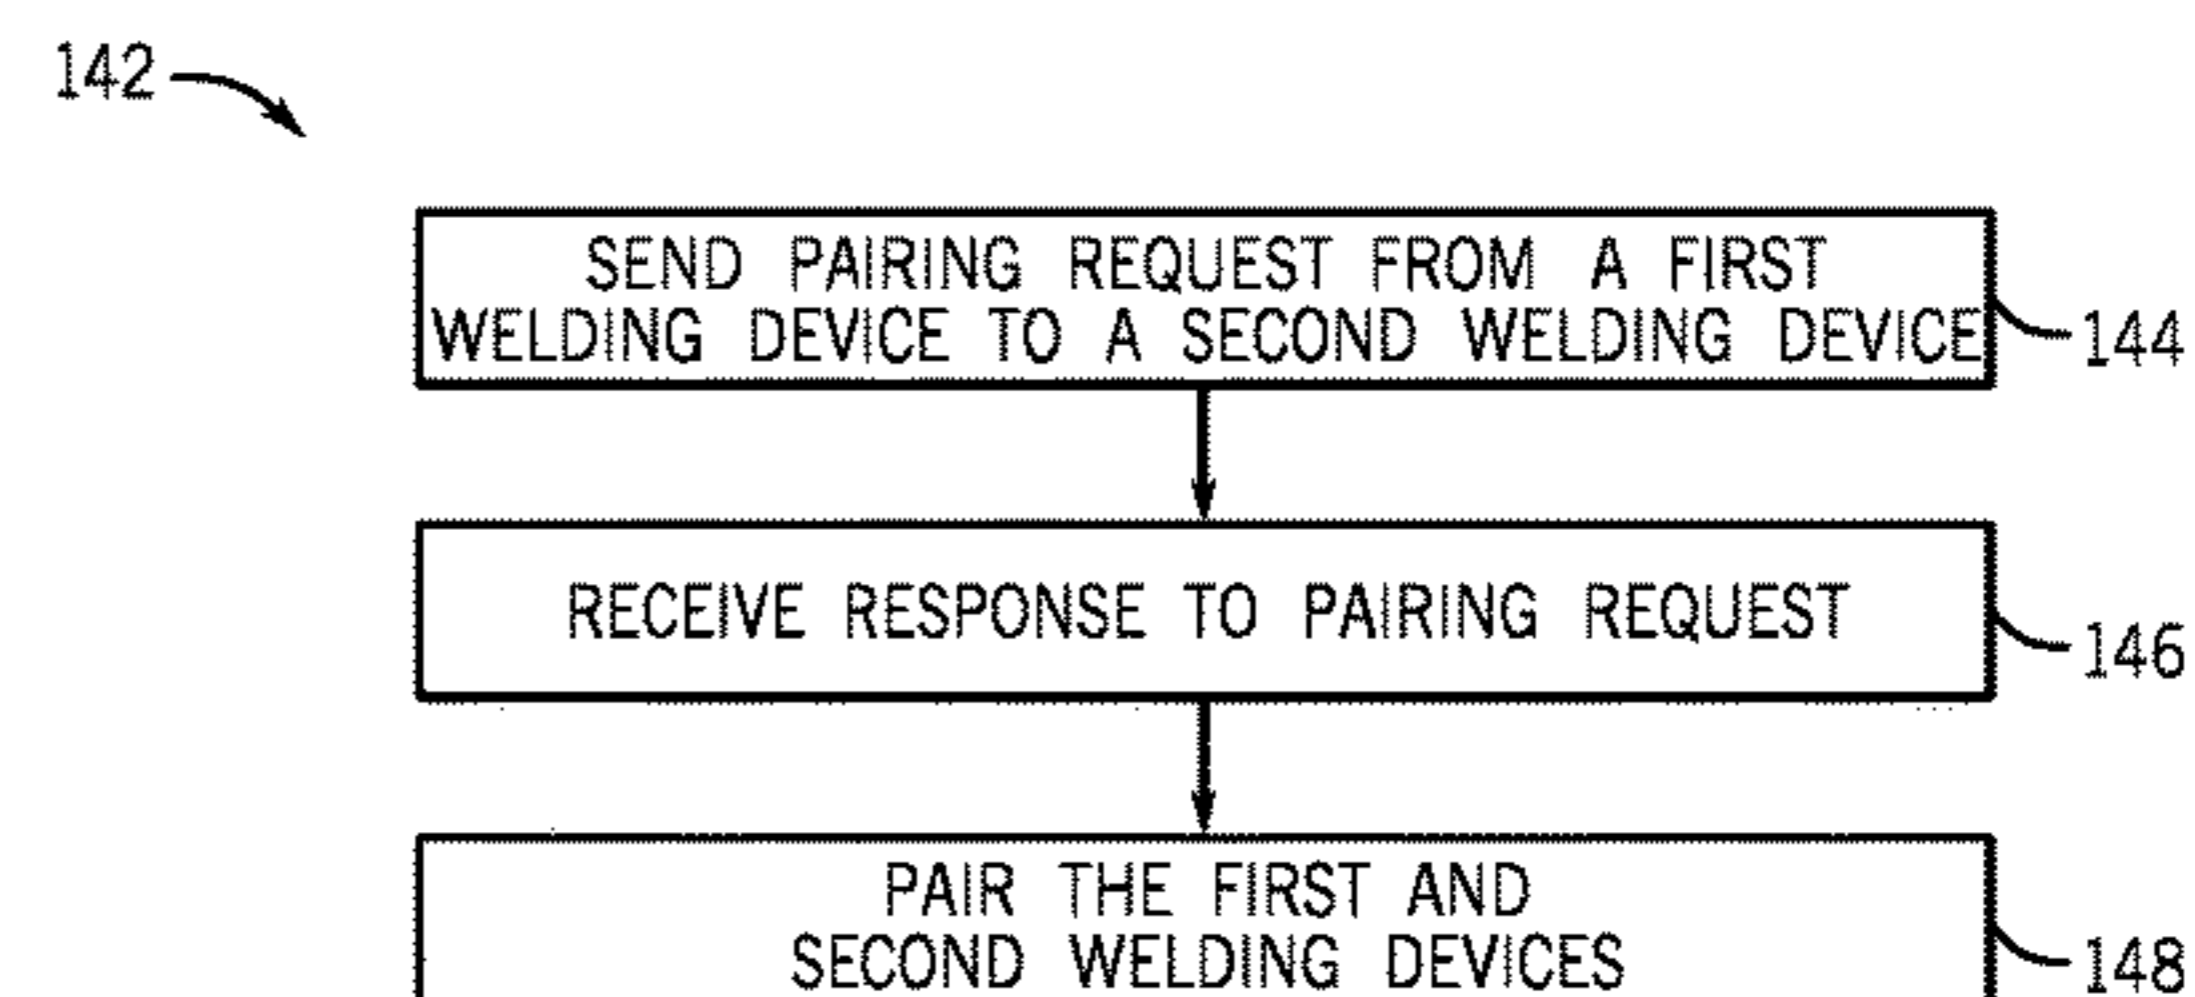 142
SEND PAIRING REQUEST FROM A FIRST
WELDING DEVICE TO A SECOND WELDING DEVICE
144
RECEIVE RESPONSE TO PAIRING REQUEST
146
PAIR THE FIRST AND
SECOND WELDING DEVICES
148